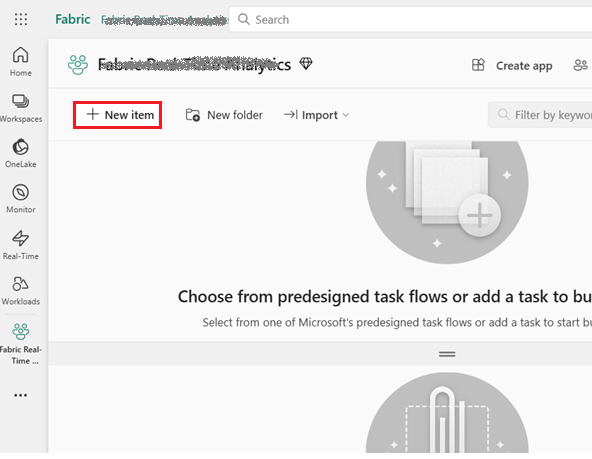 Fabric
Search
Home
Workspaces
OneLake
Monitor
Real-Time
Workloads
Fabric Real-
Time ...
Create app
New item
New folder
Import
Filter by keywo
Choose from predesigned task flows or add a task to bu
Select from one of Microsoft's predesigned task flows or add a task to start bu